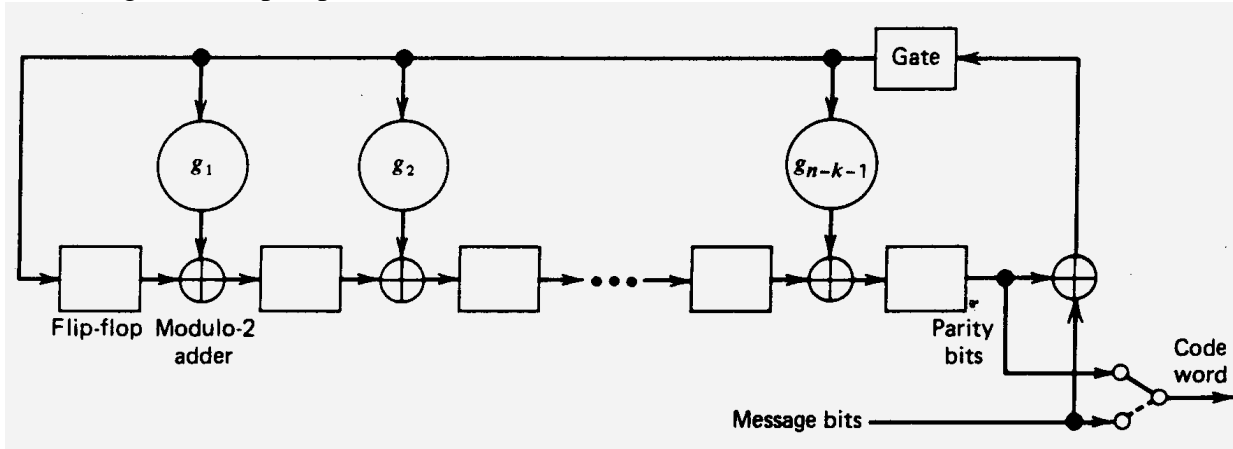 Gate
g₁
g₂
gₙ₋ₖ₋₁
Flip-flop
Modulo-2
adder
Parity
bits
Code
word
Message bits